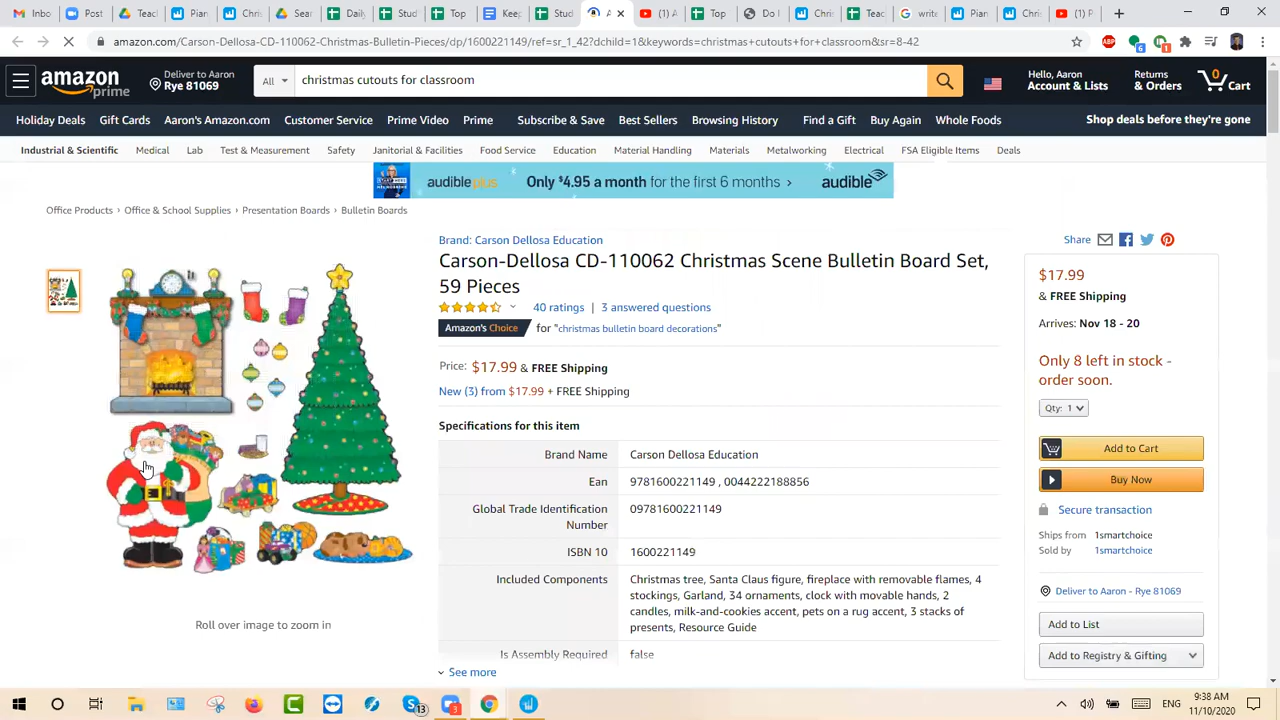 Inbo
Aaron
Teac
Piar
Chris
Sear
Daily
Stud
Top
Keep
Stud
A
(1) A
Top
Do I
Chris
Teac
write
Piar
Chris
(1) P
amazon.com/Carson-Dellosa-CD-110062-Christmas-Bulletin-Pieces/dp/1600221149/ref=sr_1_42?dchild=1&keywords=christmas+cutouts+for+classroom&sr=8-42
amazon prime
Deliver to Aaron
Rye 81069
All
christmas cutouts for classroom
Hello, Aaron
Account & Lists
Returns
& Orders
0
Cart
Holiday Deals Gift Cards Aaron's Amazon.com Customer Service Prime Video Prime Subscribe & Save Best Sellers Browsing History Find a Gift Buy Again Whole Foods Shop deals before they're gone
Industrial & Scientific Medical Lab Test & Measurement Safety Janitorial & Facilities Food Service Education Material Handling Materials Metalworking Electrical FSA Eligible Items Deals
audible plus Only $4.95 a month for the first 6 months › audible
Office Products › Office & School Supplies › Presentation Boards › Bulletin Boards
Roll over image to zoom in
Brand: Carson Dellosa Education
Carson-Dellosa CD-110062 Christmas Scene Bulletin Board Set,
59 Pieces
40 ratings | 3 answered questions
Amazon's Choice for "christmas bulletin board decorations"
Price: $17.99 & FREE Shipping
New (3) from $17.99 + FREE Shipping
Specifications for this item
Brand Name Carson Dellosa Education
Ean 9781600221149 , 0044222188856
Global Trade Identification 09781600221149
Number
ISBN 10 1600221149
Included Components Christmas tree, Santa Claus figure, fireplace with removable flames, 4
stockings, Garland, 34 ornaments, clock with movable hands, 2
candles, milk-and-cookies accent, pets on a rug accent, 3 stacks of
presents, Resource Guide
Is Assembly Required false
See more
Share
$17.99
& FREE Shipping
Arrives: Nov 18 - 20
Only 8 left in stock -
order soon.
Qty: 1
Add to Cart
Buy Now
Secure transaction
Ships from 1smartchoice
Sold by 1smartchoice
Deliver to Aaron - Rye 81069
Add to List
Add to Registry & Gifting
13
3
ENG
9:38 AM
11/10/2020